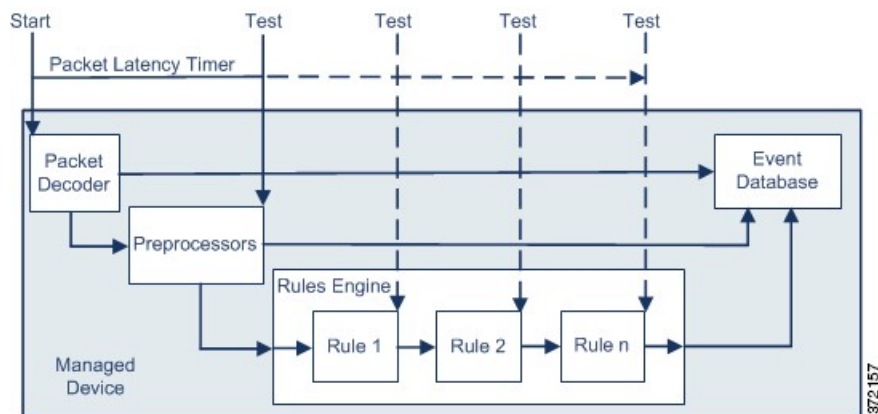 Start
Test
Test
Test
Test
Packet Latency Timer
Packet
Decoder
Event
Database
Preprocessors
Rules Engine
Rule 1
Rule 2
Rule n
Managed
Device
372157